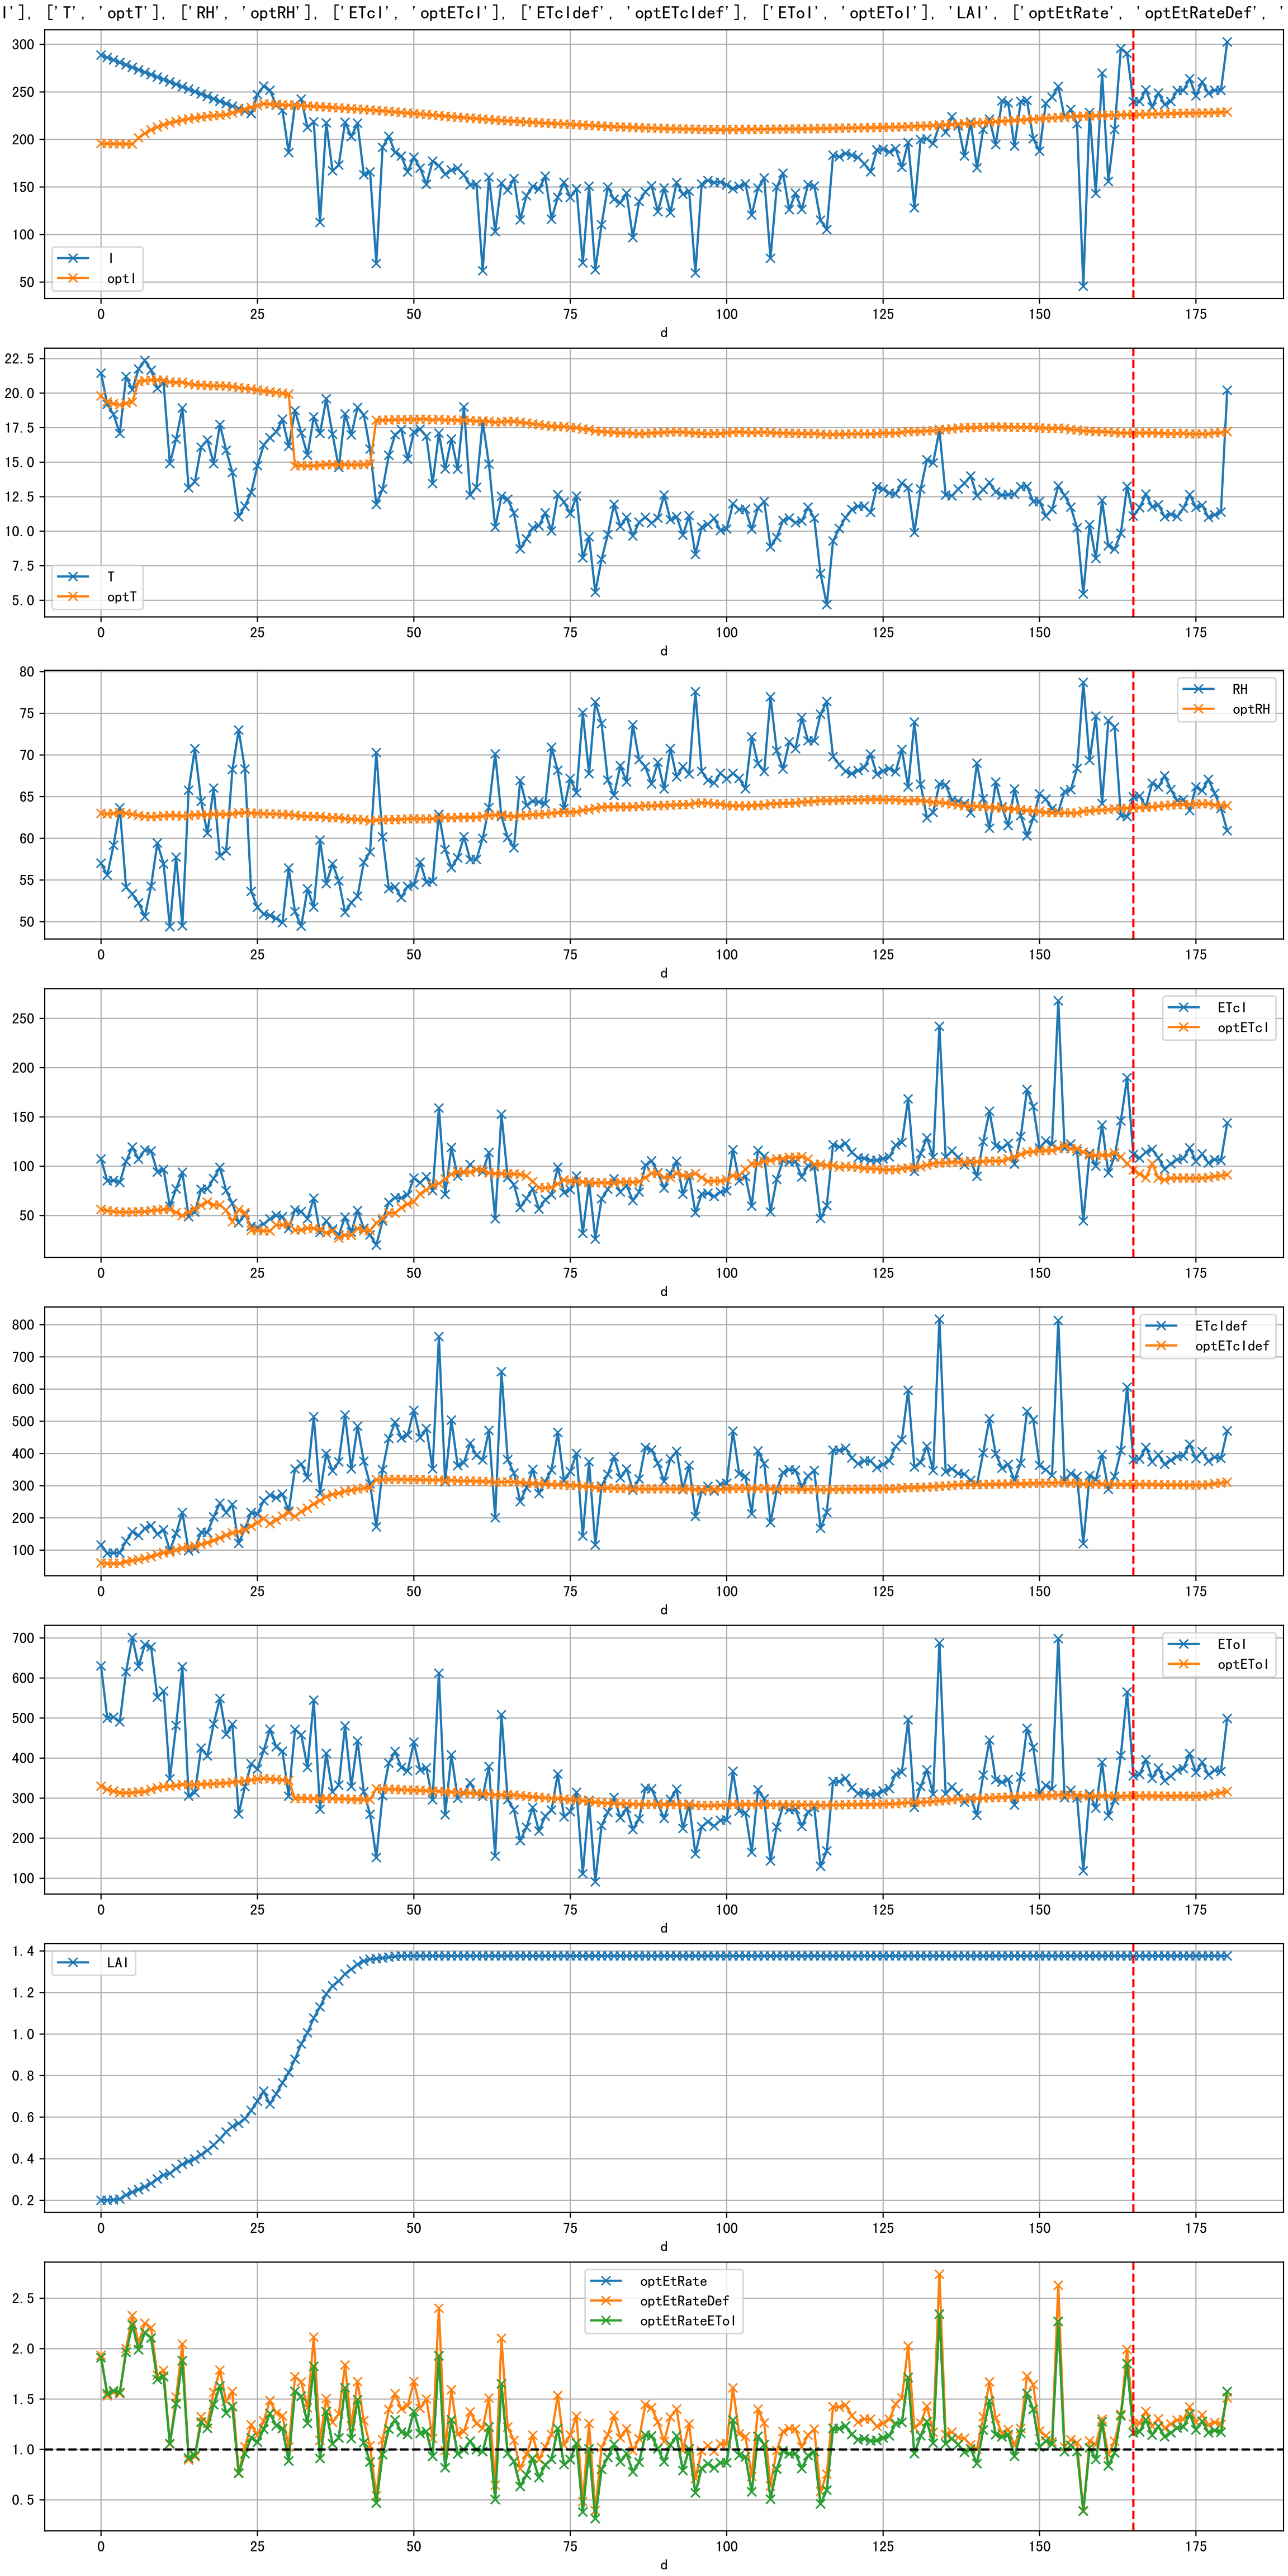 I'], ['T', 'optT'], ['RH', 'optRH'], ['ETcI', 'optETcI'], ['ETcIdef', 'optETcIdef'], ['EToI', 'optEToI'], 'LAI', ['optEtRate', 'optEtRateDef', '
300
250
200
150
100
50
I
optI
0 25 50 75 100 125 150 175
d
22.5
20.0
17.5
15.0
12.5
10.0
7.5
5.0
T
optT
0 25 50 75 100 125 150 175
d
80
75
70
65
60
55
50
RH
optRH
0 25 50 75 100 125 150 175
d
250
200
150
100
50
ETcI
optETcI
0 25 50 75 100 125 150 175
d
800
700
600
500
400
300
200
100
ETcIdef
optETcIdef
0 25 50 75 100 125 150 175
d
700
600
500
400
300
200
100
EToI
optEToI
0 25 50 75 100 125 150 175
d
1.4
1.2
1.0
0.8
0.6
0.4
0.2
LAI
0 25 50 75 100 125 150 175
d
2.5
2.0
1.5
1.0
0.5
optEtRate
optEtRateDef
optEtRateEToI
0 25 50 75 100 125 150 175
d